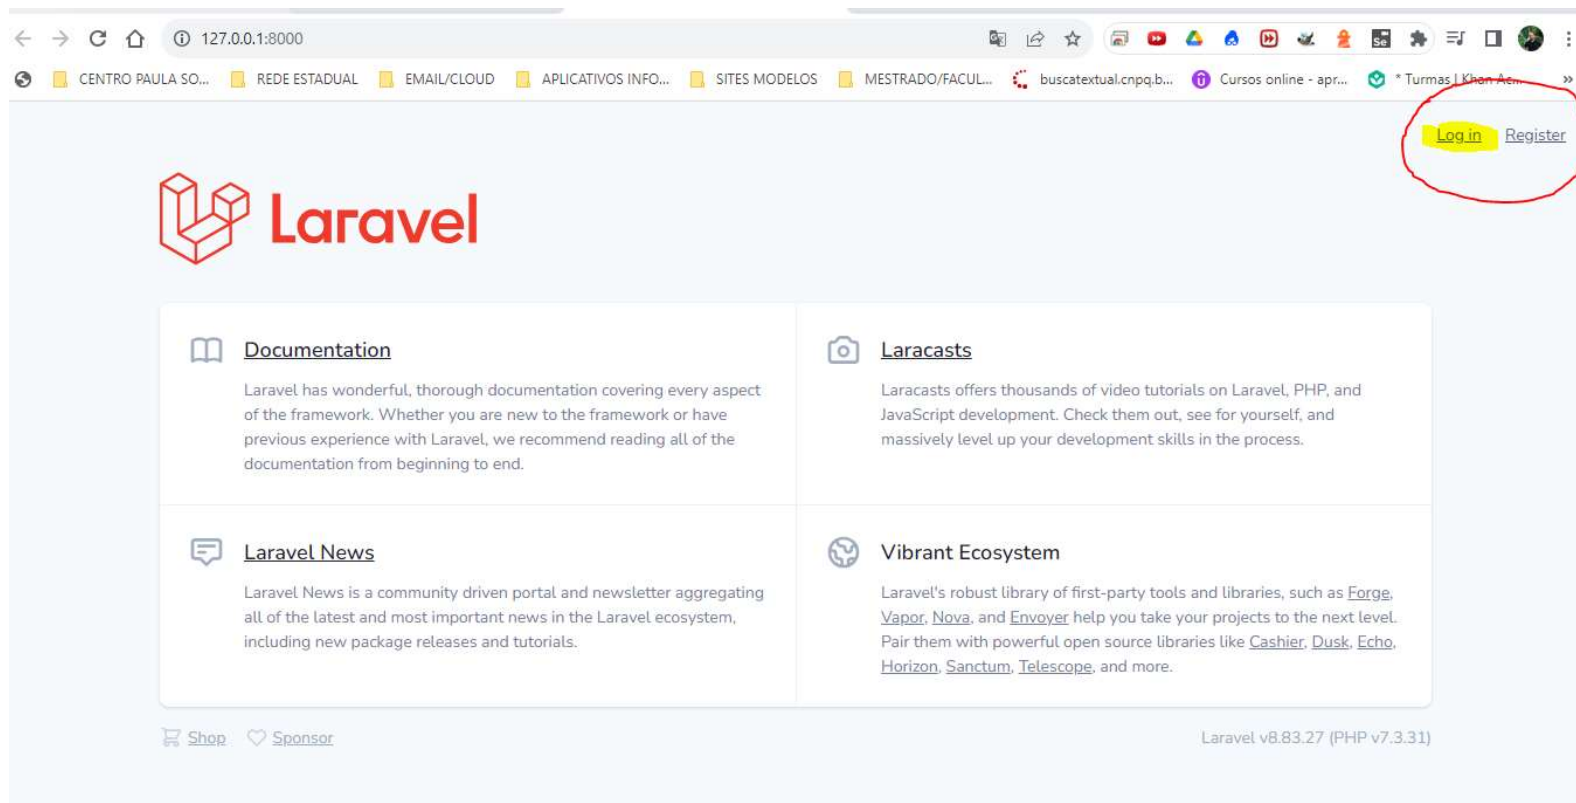 127.0.0.1:8000
Se
CENTRO PAULA SO... REDE ESTADUAL EMAIL/CLOUD APLICATIVOS INFO... SITES MODELOS MESTRADO/FACUL... buscatextual.cnpq.b... Cursos online - apr... * Turmas | Khan Ac... »
Log in Register
Laravel
Documentation
Laravel has wonderful, thorough documentation covering every aspect
of the framework. Whether you are new to the framework or have
previous experience with Laravel, we recommend reading all of the
documentation from beginning to end.
Laracasts
Laracasts offers thousands of video tutorials on Laravel, PHP, and
JavaScript development. Check them out, see for yourself, and
massively level up your development skills in the process.
Laravel News
Laravel News is a community driven portal and newsletter aggregating
all of the latest and most important news in the Laravel ecosystem,
including new package releases and tutorials.
Vibrant Ecosystem
Laravel's robust library of first-party tools and libraries, such as Forge,
Vapor, Nova, and Envoyer help you take your projects to the next level.
Pair them with powerful open source libraries like Cashier, Dusk, Echo,
Horizon, Sanctum, Telescope, and more.
Shop Sponsor
Laravel v8.83.27 (PHP v7.3.31)